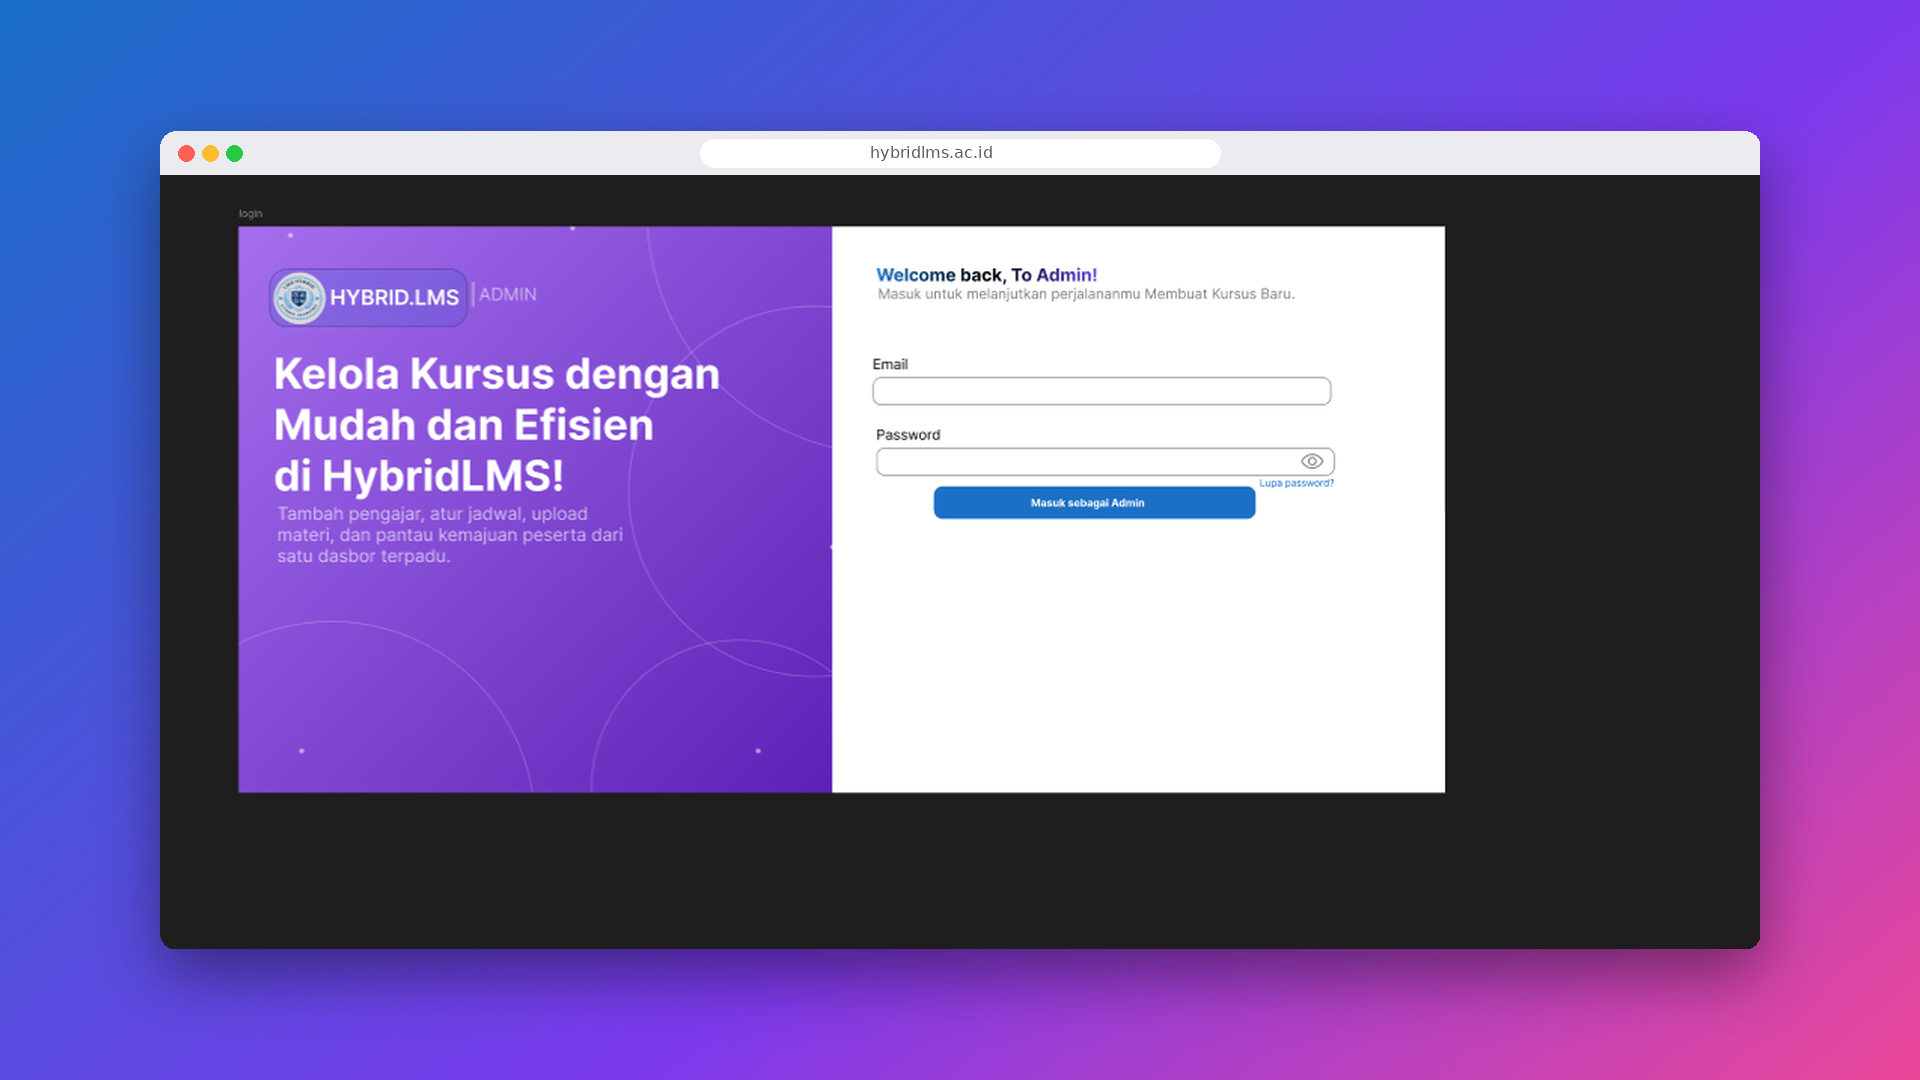 hybridlms.ac.id
login
HYBRID.LMS | ADMIN
Kelola Kursus dengan
Mudah dan Efisien
di HybridLMS!
Tambah pengajar, atur jadwal, upload
materi, dan pantau kemajuan peserta dari
satu dasbor terpadu.
Welcome back, To Admin!
Masuk untuk melanjutkan perjalananmu Membuat Kursus Baru.
Email
Password
Lupa password?
Masuk sebagai Admin